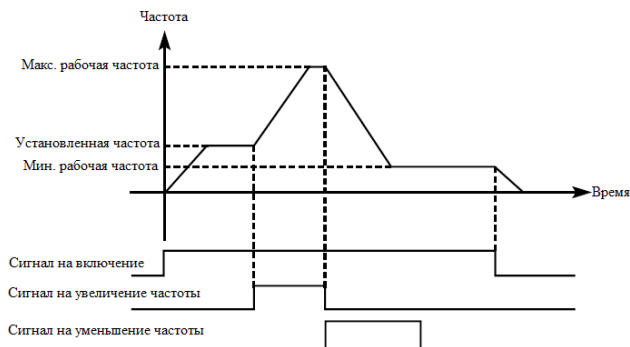 Частота
Макс. рабочая частота
Установленная частота
Мин. рабочая частота
Время
Сигнал на включение
Сигнал на увеличение частоты
Сигнал на уменьшение частоты